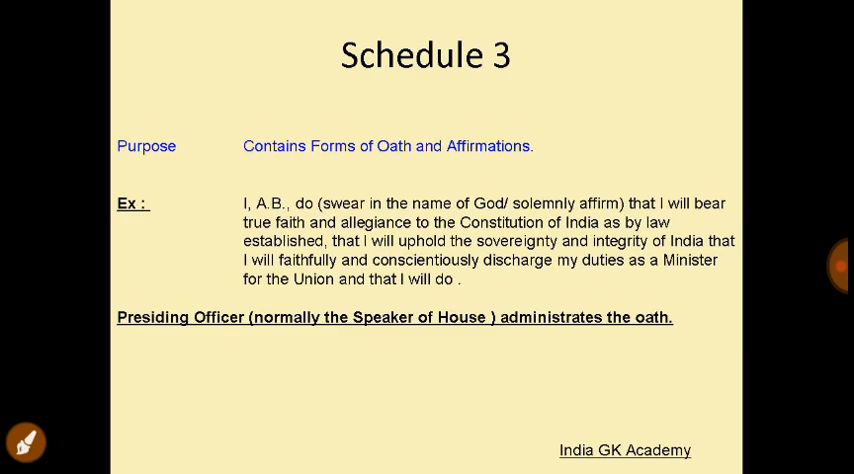 Schedule 3
Purpose Contains Forms of Oath and Affirmations.
Ex : I, A.B., do (swear in the name of God/ solemnly affirm) that I will bear
true faith and allegiance to the Constitution of India as by law
established, that I will uphold the sovereignty and integrity of India that
I will faithfully and conscientiously discharge my duties as a Minister
for the Union and that I will do .
Presiding Officer (normally the Speaker of House ) administrates the oath.
India GK Academy